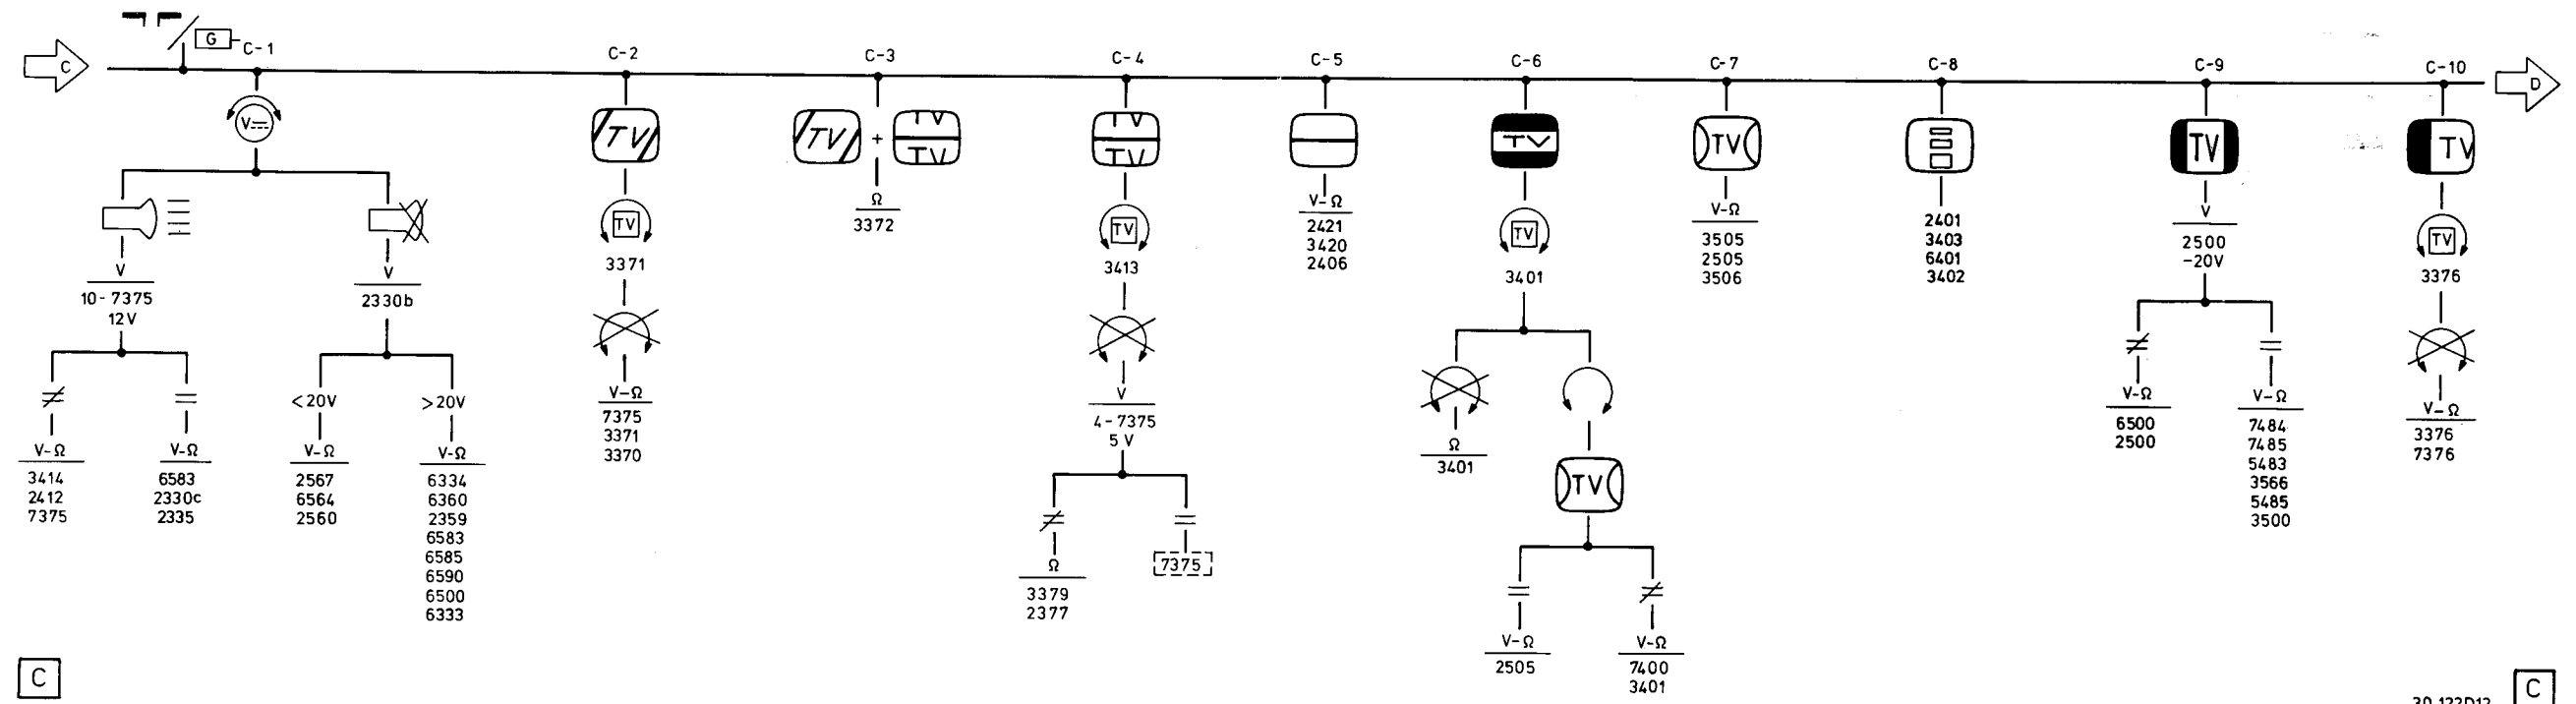 C
G
C-1
C-2
C-3
C-4
C-5
C-6
C-7
C-8
C-9
C-10
D
V
V
10-7375
12V
V-Ω
3414
2412
7375
V-Ω
6583
2330c
2335
V
2330b
<20V
V-Ω
2567
6564
2560
>20V
V-Ω
6334
6360
2359
6583
6585
6590
6500
6333
TV
TV
3371
V-Ω
7375
3371
3370
TV
+
TV
TV
Ω
3372
TV
TV
TV
3413
V
4-7375
5V
Ω
3379
2377
7375
V-Ω
2421
3420
2406
TV
TV
3401
Ω
3401
TV
V-Ω
2505
V-Ω
7400
3401
TV
V-Ω
3505
2505
3506
2401
3403
6401
3402
TV
V
2500
-20V
V-Ω
6500
2500
V-Ω
7484
7485
5483
3566
5485
3500
TV
TV
3376
V-Ω
3376
7376
C
C